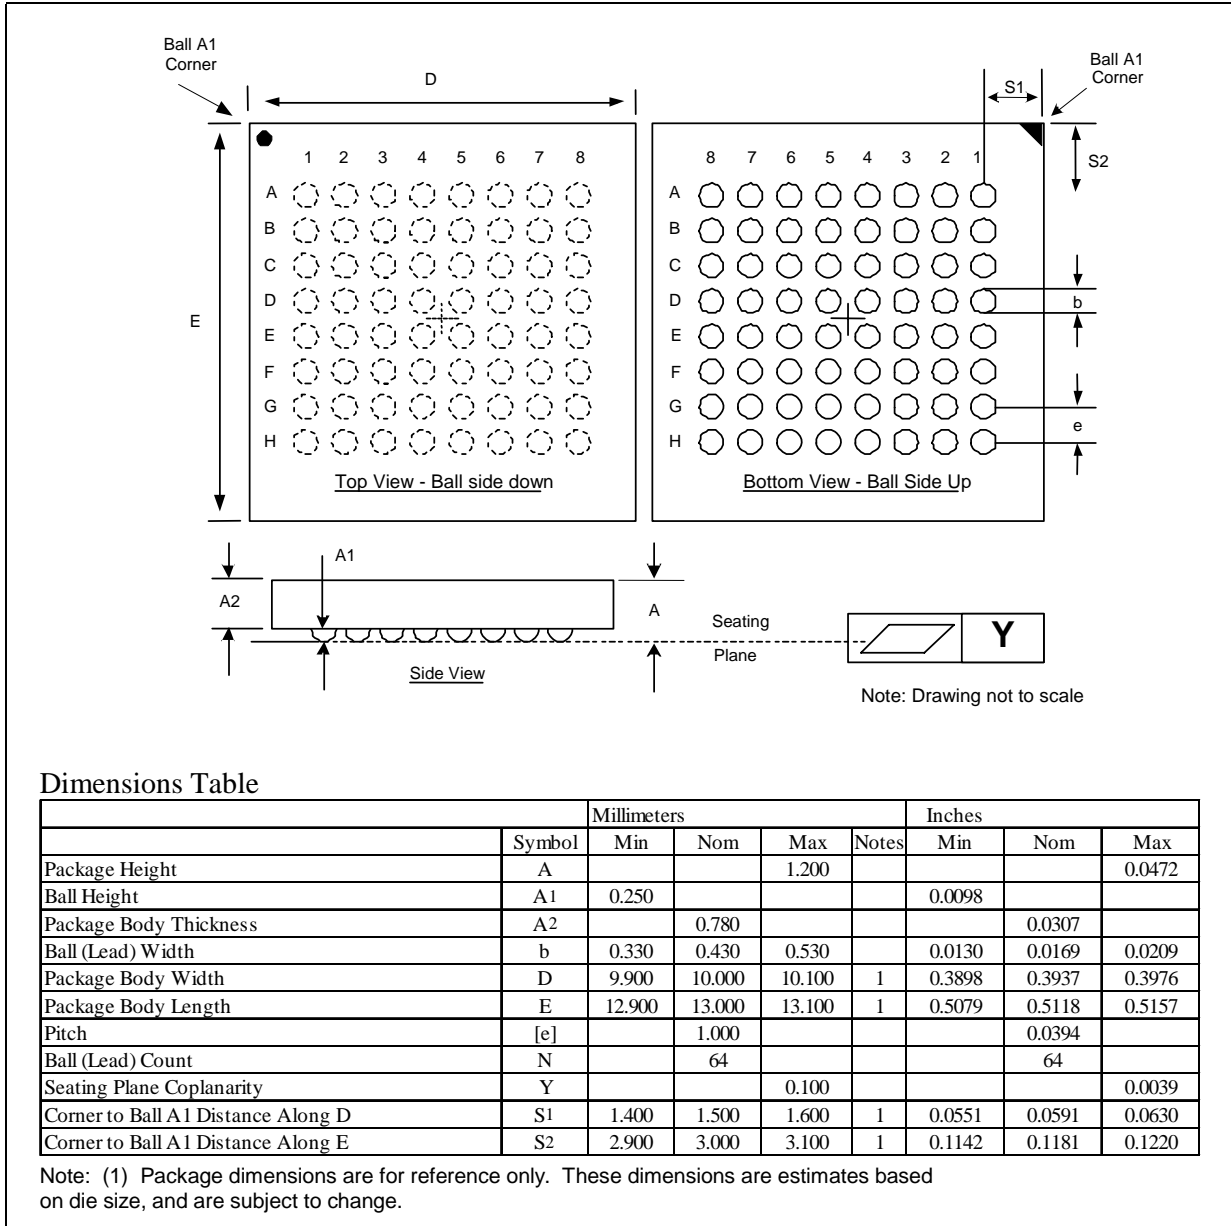 Ball A1
Corner
D
S1
Ball A1
Corner
1 2 3 4 5 6 7 8
8 7 6 5 4 3 2 1
S2
A A
B B
C C
D D
b
E
E E
F F
G G
e
H H
Top View - Ball side down
Bottom View - Ball Side Up
A1
A2
A
Seating
Plane
Y
Side View
Note: Drawing not to scale
Dimensions Table
Millimeters Inches
Symbol Min Nom Max Notes Min Nom Max
Package Height A 1.200 0.0472
Ball Height A1 0.250 0.0098
Package Body Thickness A2 0.780 0.0307
Ball (Lead) Width b 0.330 0.430 0.530 0.0130 0.0169 0.0209
Package Body Width D 9.900 10.000 10.100 1 0.3898 0.3937 0.3976
Package Body Length E 12.900 13.000 13.100 1 0.5079 0.5118 0.5157
Pitch [e] 1.000 0.0394
Ball (Lead) Count N 64 64
Seating Plane Coplanarity Y 0.100 0.0039
Corner to Ball A1 Distance Along D S1 1.400 1.500 1.600 1 0.0551 0.0591 0.0630
Corner to Ball A1 Distance Along E S2 2.900 3.000 3.100 1 0.1142 0.1181 0.1220
Note: (1) Package dimensions are for reference only. These dimensions are estimates based
on die size, and are subject to change.